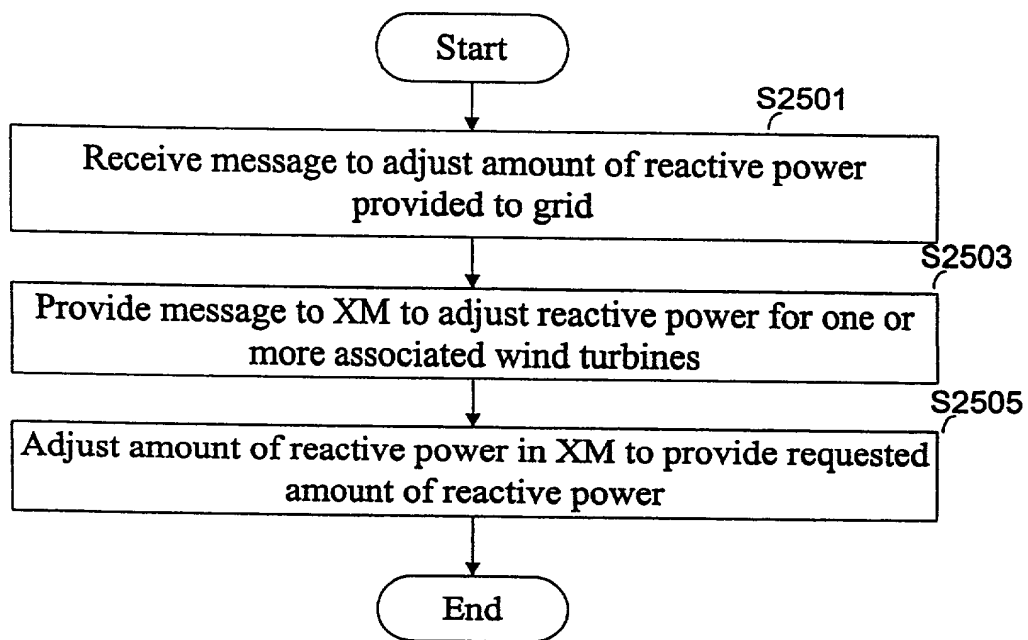 Start
S2501
Receive message to adjust amount of reactive power
provided to grid
S2503
Provide message to XM to adjust reactive power for one or
more associated wind turbines
S2505
Adjust amount of reactive power in XM to provide requested
amount of reactive power
End